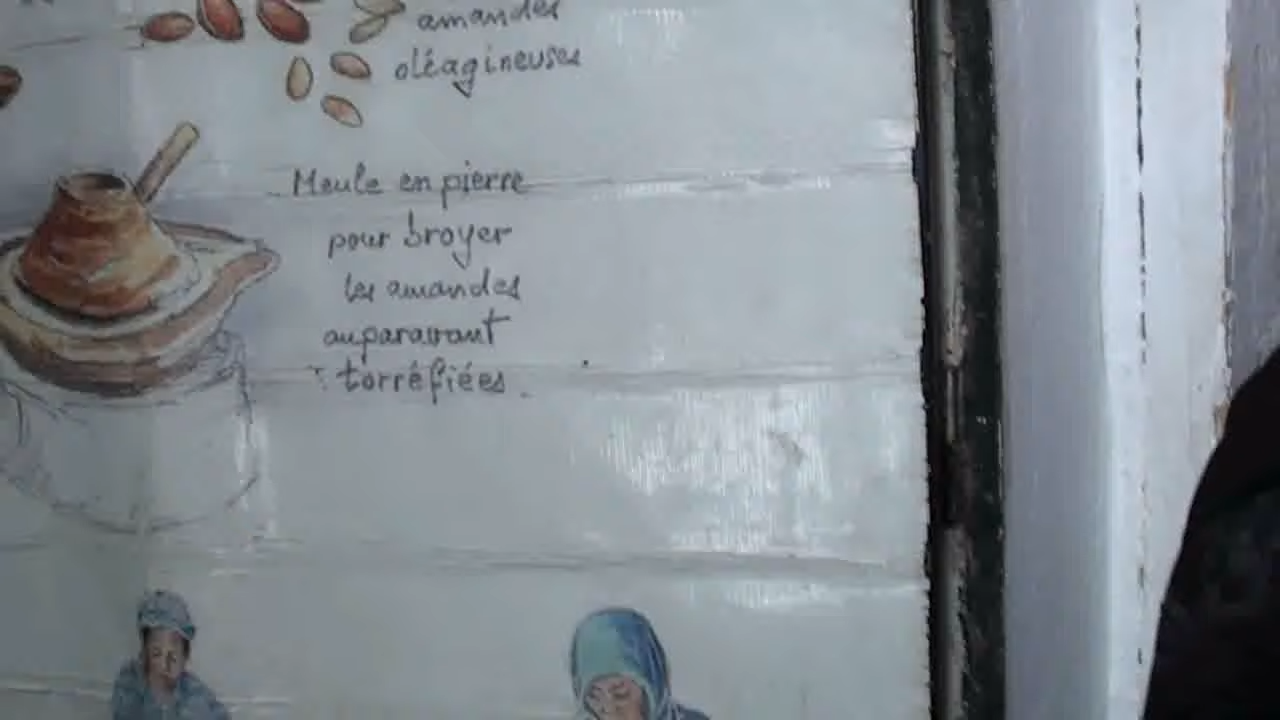 amandes
oléagineuses
Meule en pierre
pour broyer
les amandes
auparavant
torréfiées.